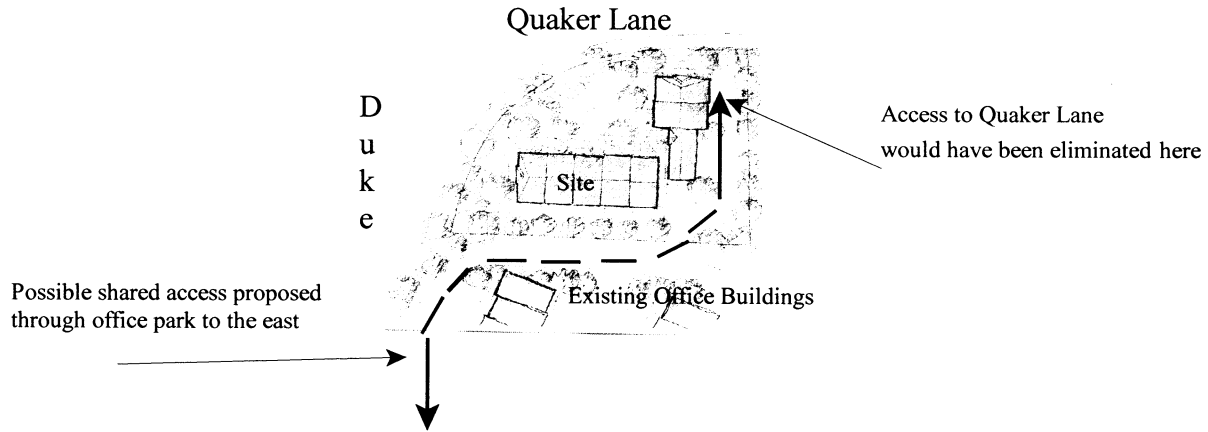 Quaker Lane
D
u
k
e
Access to Quaker Lane
would have been eliminated here
Site
Existing Office Buildings
Possible shared access proposed
through office park to the east